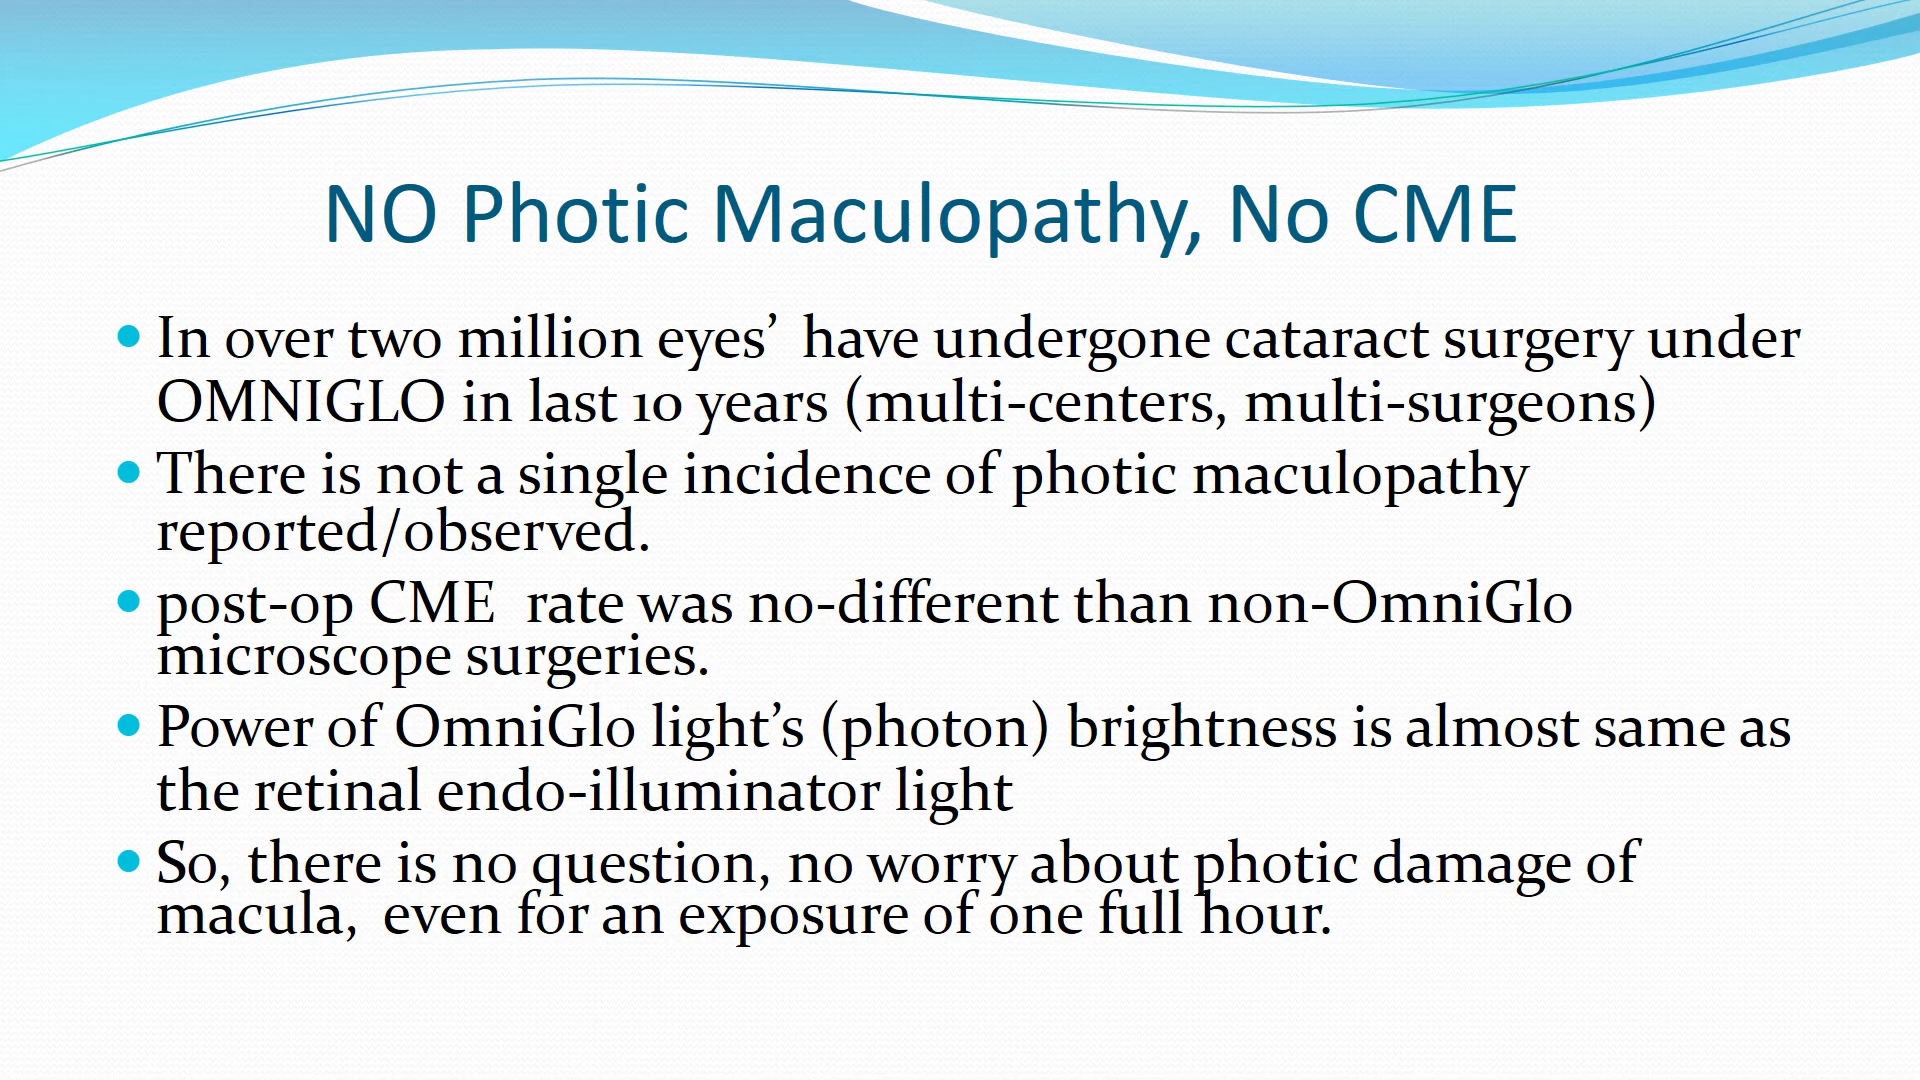 NO Photic Maculopathy, No CME
• In over two million eyes’  have undergone cataract surgery under
OMNIGLO in last 10 years (multi-centers, multi-surgeons)
• There is not a single incidence of photic maculopathy
reported/observed.
• post-op CME  rate was no-different than non-OmniGlo
microscope surgeries.
• Power of OmniGlo light’s (photon) brightness is almost same as
the retinal endo-illuminator light
• So, there is no question, no worry about photic damage of
macula,  even for an exposure of one full hour.